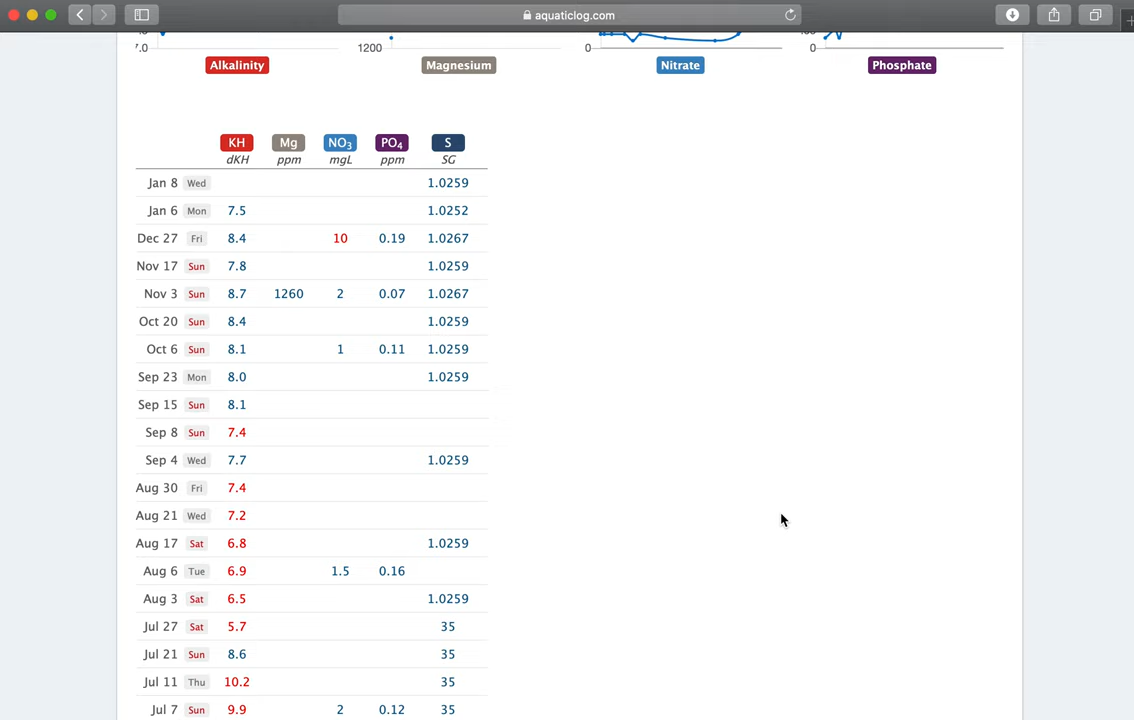 aquaticlog.com
7.0 1200 0 0
Alkalinity Magnesium Nitrate Phosphate
KH Mg NO3 PO4 S
dKH ppm mgL ppm SG
Jan 8 Wed 1.0259
Jan 6 Mon 7.5 1.0252
Dec 27 Fri 8.4 10 0.19 1.0267
Nov 17 Sun 7.8 1.0259
Nov 3 Sun 8.7 1260 2 0.07 1.0267
Oct 20 Sun 8.4 1.0259
Oct 6 Sun 8.1 1 0.11 1.0259
Sep 23 Mon 8.0 1.0259
Sep 15 Sun 8.1
Sep 8 Sun 7.4
Sep 4 Wed 7.7 1.0259
Aug 30 Fri 7.4
Aug 21 Wed 7.2
Aug 17 Sat 6.8 1.0259
Aug 6 Tue 6.9 1.5 0.16
Aug 3 Sat 6.5 1.0259
Jul 27 Sat 5.7 35
Jul 21 Sun 8.6 35
Jul 11 Thu 10.2 35
Jul 7 Sun 9.9 2 0.12 35